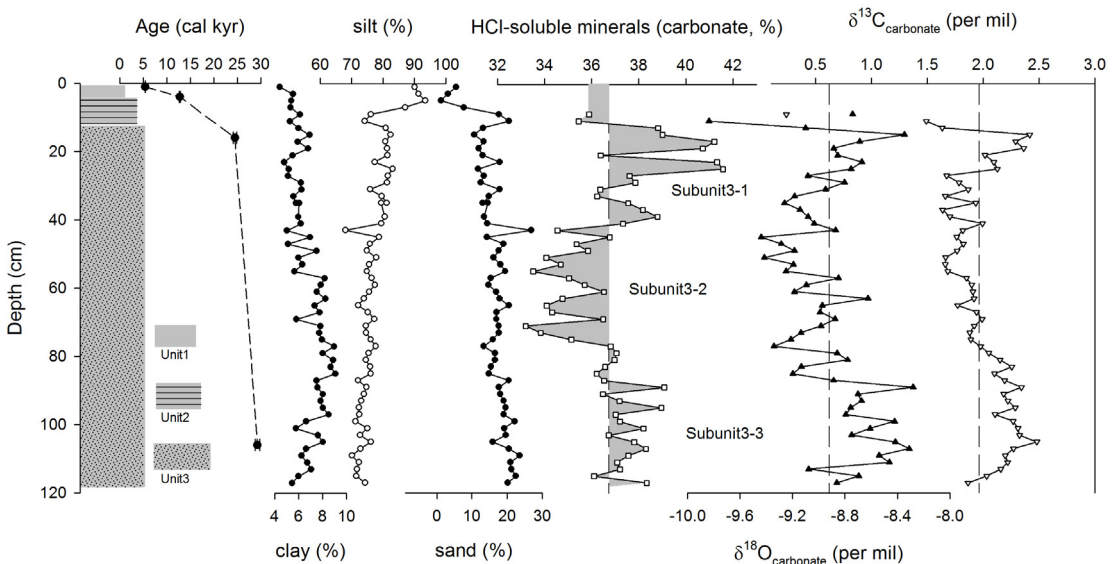 Age (cal kyr) silt (%) HCl-soluble minerals (carbonate, %) δ¹³Ccarbonate (per mil)
0 5 10 15 20 25 30 60 70 80 90 100 32 34 36 38 40 42 0.5 1.0 1.5 2.0 2.5 3.0
Depth (cm)
0
20
40
60
80
100
120
Subunit3-1
Subunit3-2
Subunit3-3
Unit1
Unit2
Unit3
4 6 8 10 0 10 20 30 -10.0 -9.6 -9.2 -8.8 -8.4 -8.0
clay (%) sand (%) δ¹⁸Ocarbonate (per mil)